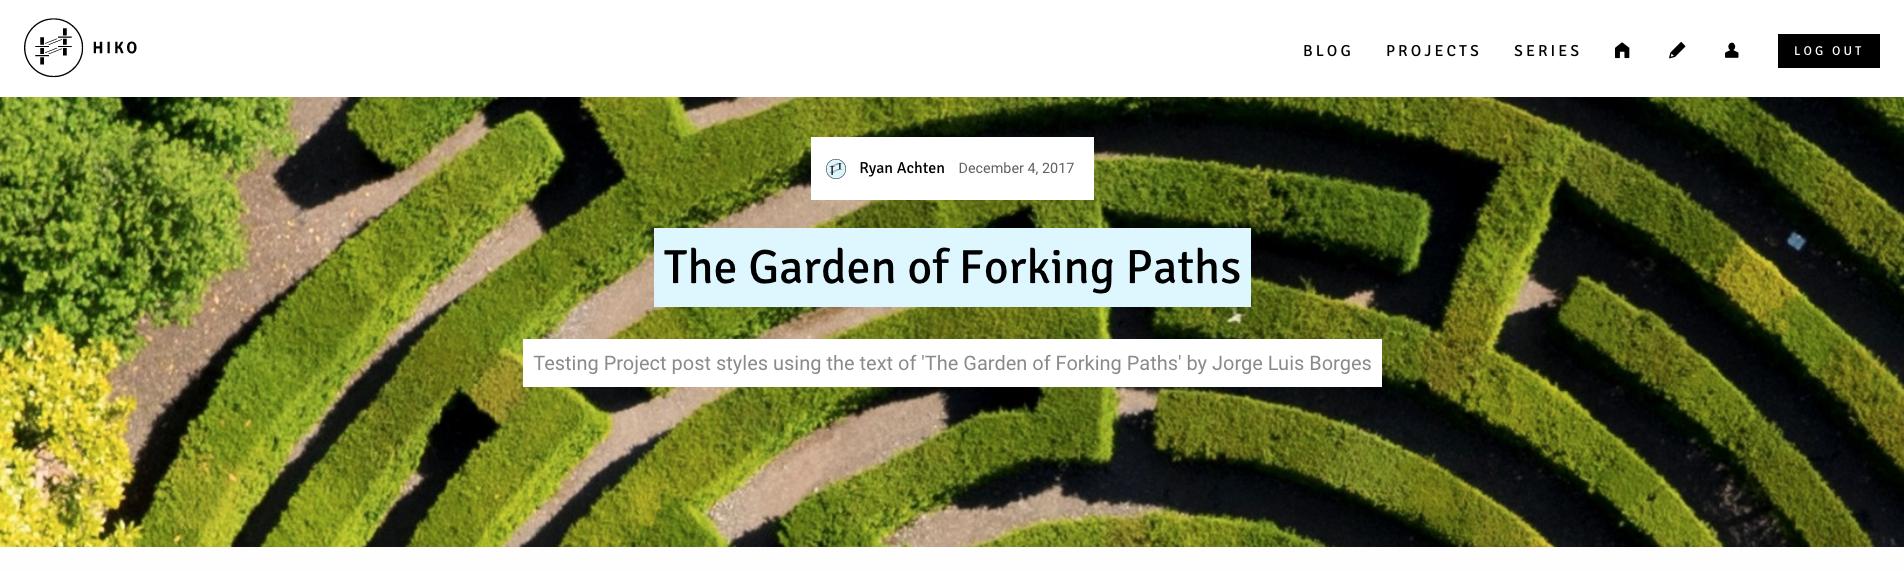 HIKO
BLOG PROJECTS SERIES LOG OUT
Ryan Achten December 4, 2017
The Garden of Forking Paths
Testing Project post styles using the text of 'The Garden of Forking Paths' by Jorge Luis Borges